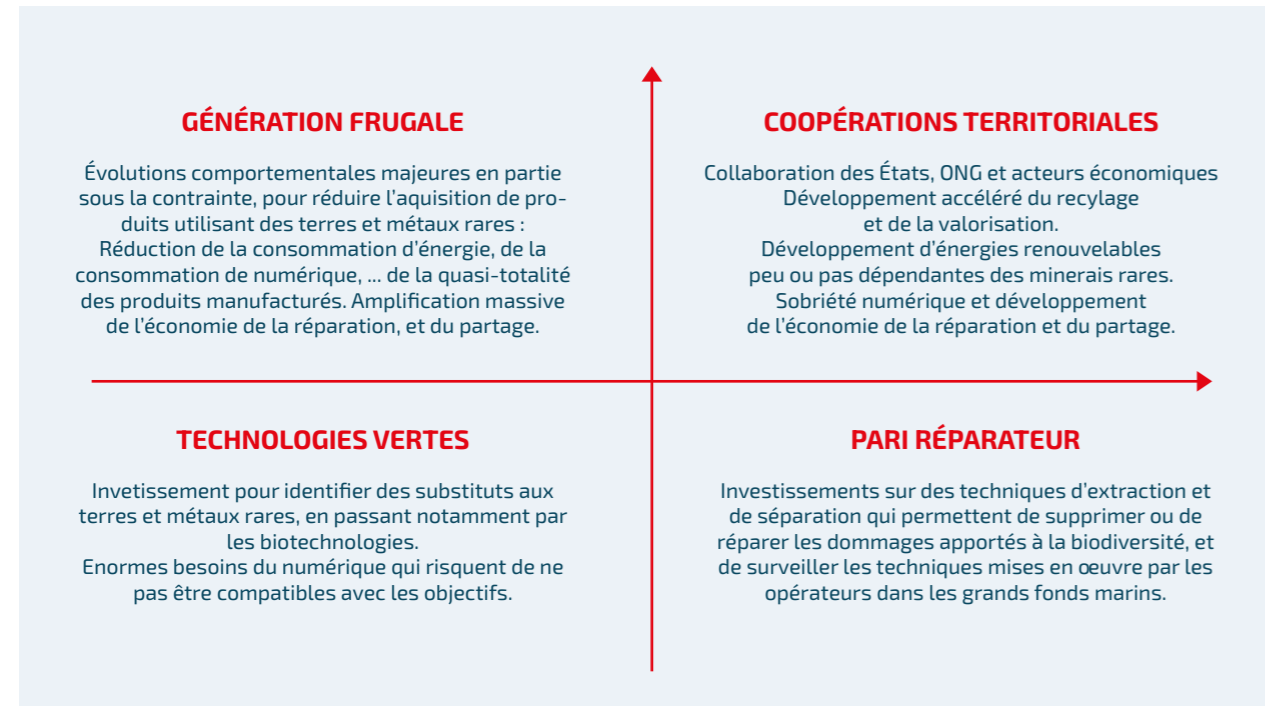 GÉNÉRATION FRUGALE
Évolutions comportementales majeures en partie
sous la contrainte, pour réduire l'aquisition de pro-
duits utilisant des terres et métaux rares :
Réduction de la consommation d'énergie, de la
consommation de numérique, ... de la quasi-totalité
des produits manufacturés. Amplification massive
de l'économie de la réparation, et du partage.
COOPÉRATIONS TERRITORIALES
Collaboration des États, ONG et acteurs économiques
Développement accéléré du recylage
et de la valorisation.
Développement d'énergies renouvelables
peu ou pas dépendantes des minerais rares.
Sobriété numérique et développement
de l'économie de la réparation et du partage.
TECHNOLOGIES VERTES
Invetissement pour identifier des substituts aux
terres et métaux rares, en passant notamment par
les biotechnologies.
Enormes besoins du numérique qui risquent de ne
pas être compatibles avec les objectifs.
PARI RÉPARATEUR
Investissements sur des techniques d'extraction et
de séparation qui permettent de supprimer ou de
réparer les dommages apportés à la biodiversité, et
de surveiller les techniques mises en œuvre par les
opérateurs dans les grands fonds marins.